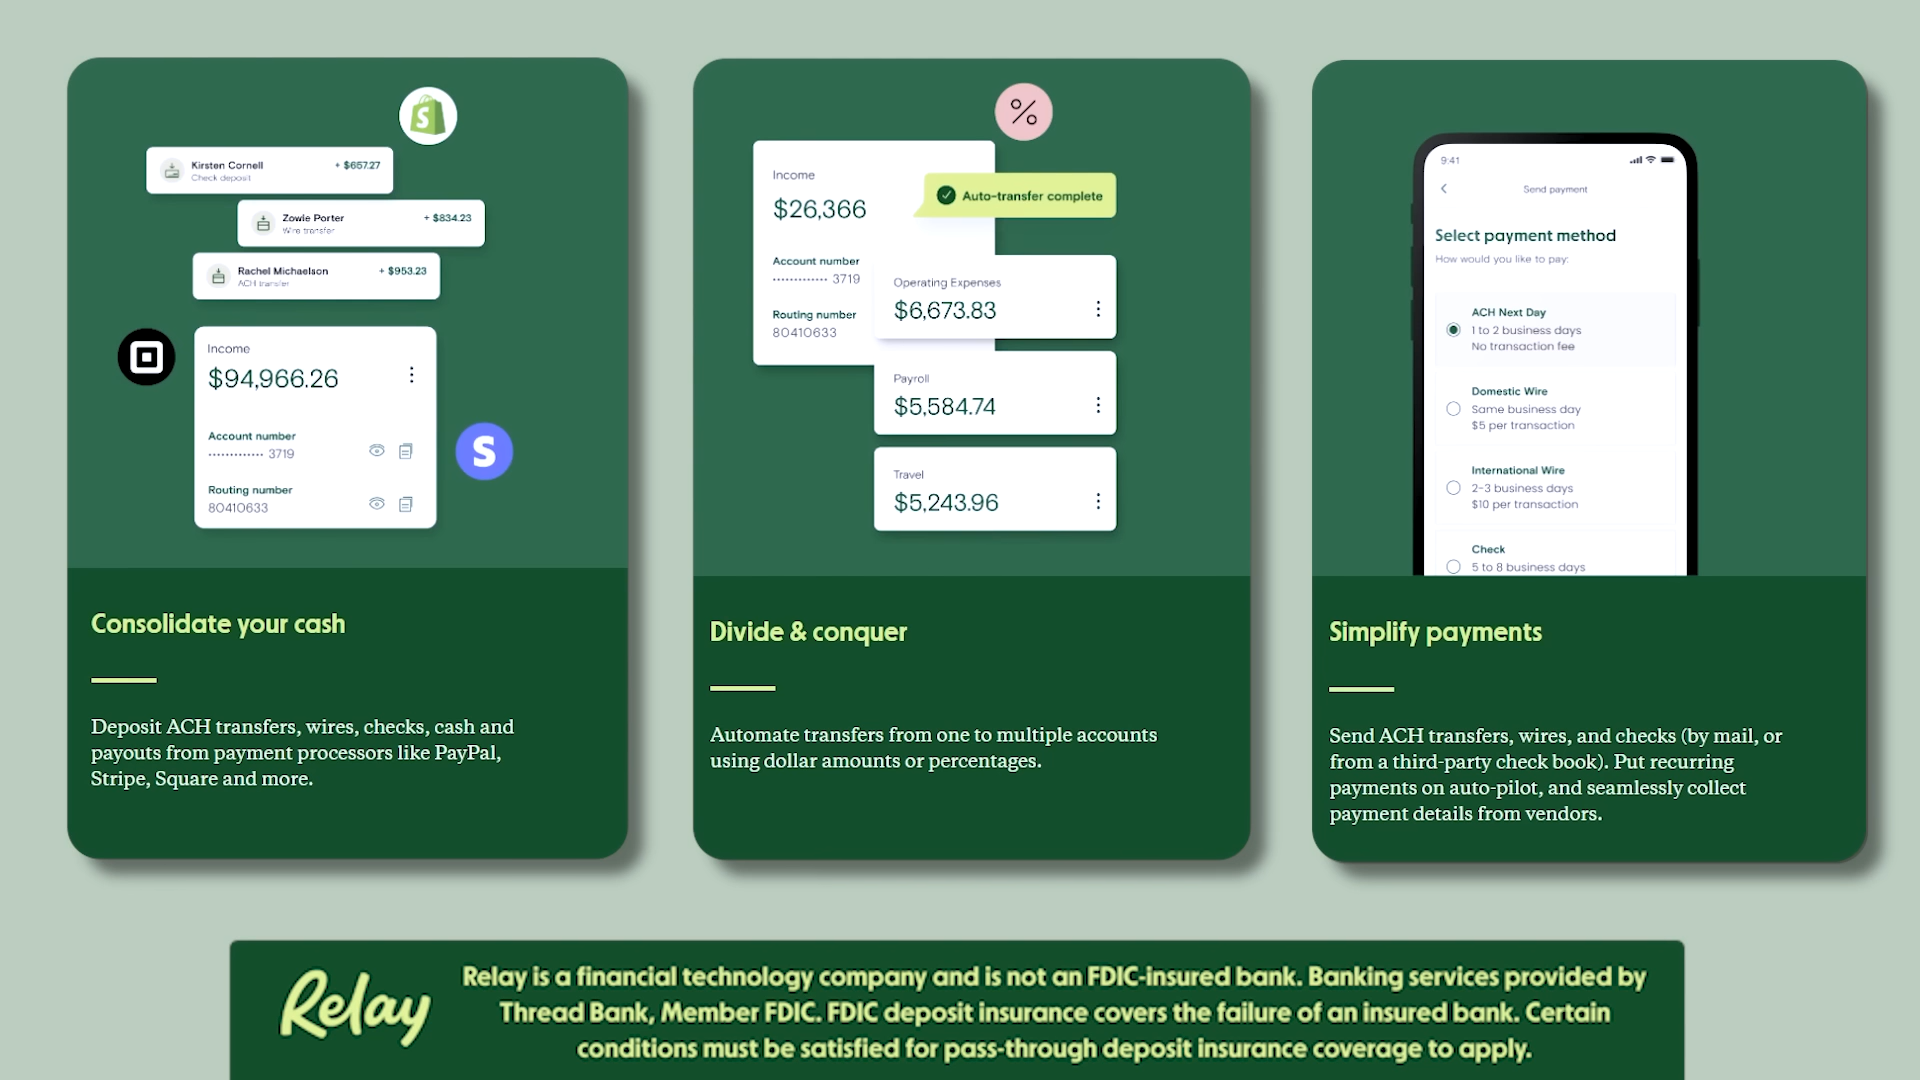 Kirsten Cornell
+ $657.27
Check deposit
Zowie Porter
+ $834.23
Wire transfer
Rachel Michaelson
+ $953.23
ACH transfer
Income
$94,966.26
Account number
············· 3719
Routing number
80410633
S
Consolidate your cash
Deposit ACH transfers, wires, checks, cash and
payouts from payment processors like PayPal,
Stripe, Square and more.
%
Income
$26,366
Auto-transfer complete
Account number
············· 3719
Routing number
80410633
Operating Expenses
$6,673.83
Payroll
$5,584.74
Travel
$5,243.96
Divide & conquer
Automate transfers from one to multiple accounts
using dollar amounts or percentages.
9:41
Send payment
Select payment method
How would you like to pay:
ACH Next Day
1 to 2 business days
No transaction fee
Domestic Wire
Same business day
$5 per transaction
International Wire
2-3 business days
$10 per transaction
Check
5 to 8 business days
Simplify payments
Send ACH transfers, wires, and checks (by mail, or
from a third-party check book). Put recurring
payments on auto-pilot, and seamlessly collect
payment details from vendors.
Relay
Relay is a financial technology company and is not an FDIC-insured bank. Banking services provided by
Thread Bank, Member FDIC. FDIC deposit insurance covers the failure of an insured bank. Certain
conditions must be satisfied for pass-through deposit insurance coverage to apply.